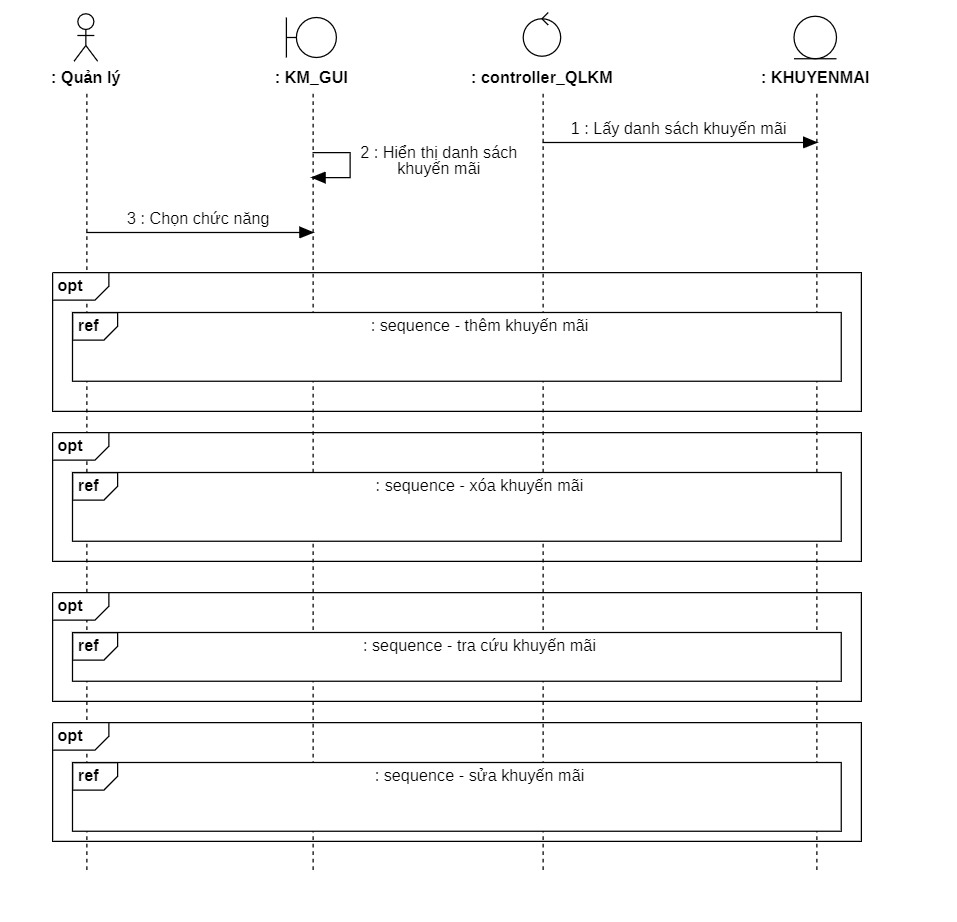 : Quản lý
: KM_GUI
: controller_QLKM
: KHUYENMAI
1 : Lấy danh sách khuyến mãi
2 : Hiển thị danh sách
khuyến mãi
3 : Chọn chức năng
opt
ref
: sequence - thêm khuyến mãi
opt
ref
: sequence - xóa khuyến mãi
opt
ref
: sequence - tra cứu khuyến mãi
opt
ref
: sequence - sửa khuyến mãi